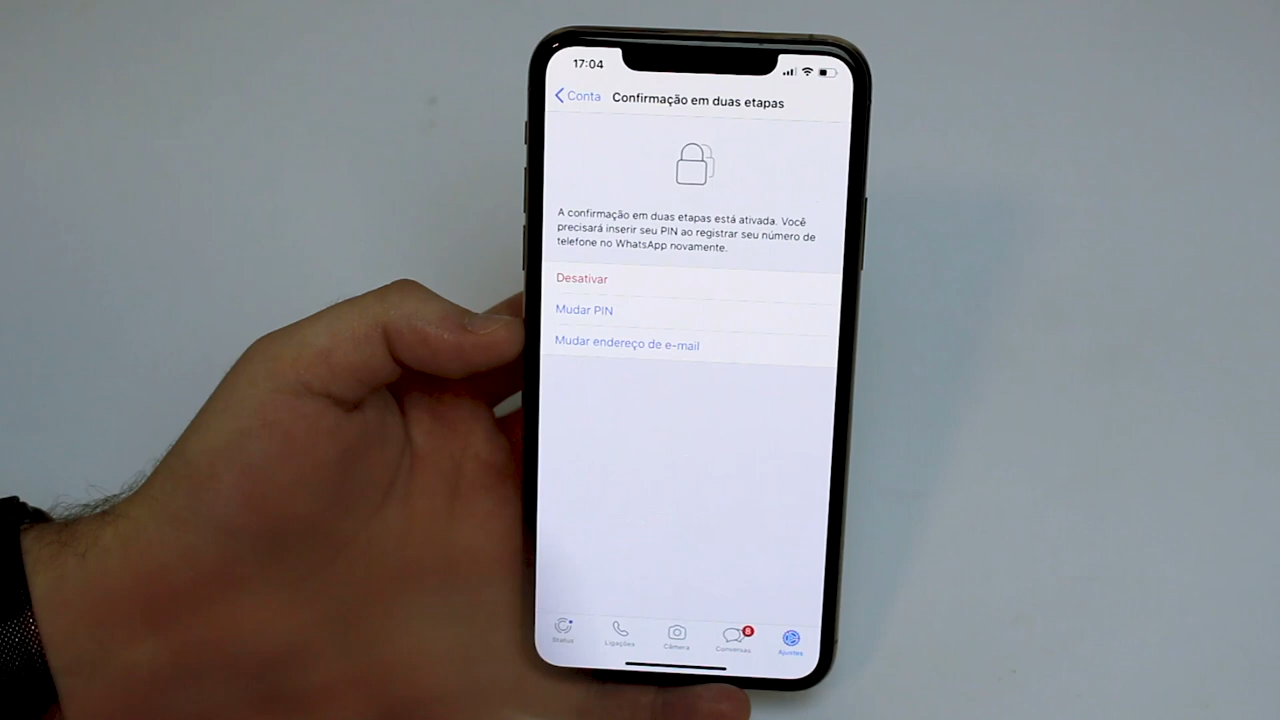 17:04
Conta Confirmação em duas etapas
A confirmação em duas etapas está ativada. Você
precisará inserir seu PIN ao registrar seu número de
telefone no WhatsApp novamente.
Desativar
Mudar PIN
Mudar endereço de e-mail
8
Status Ligações Câmera Conversas Ajustes